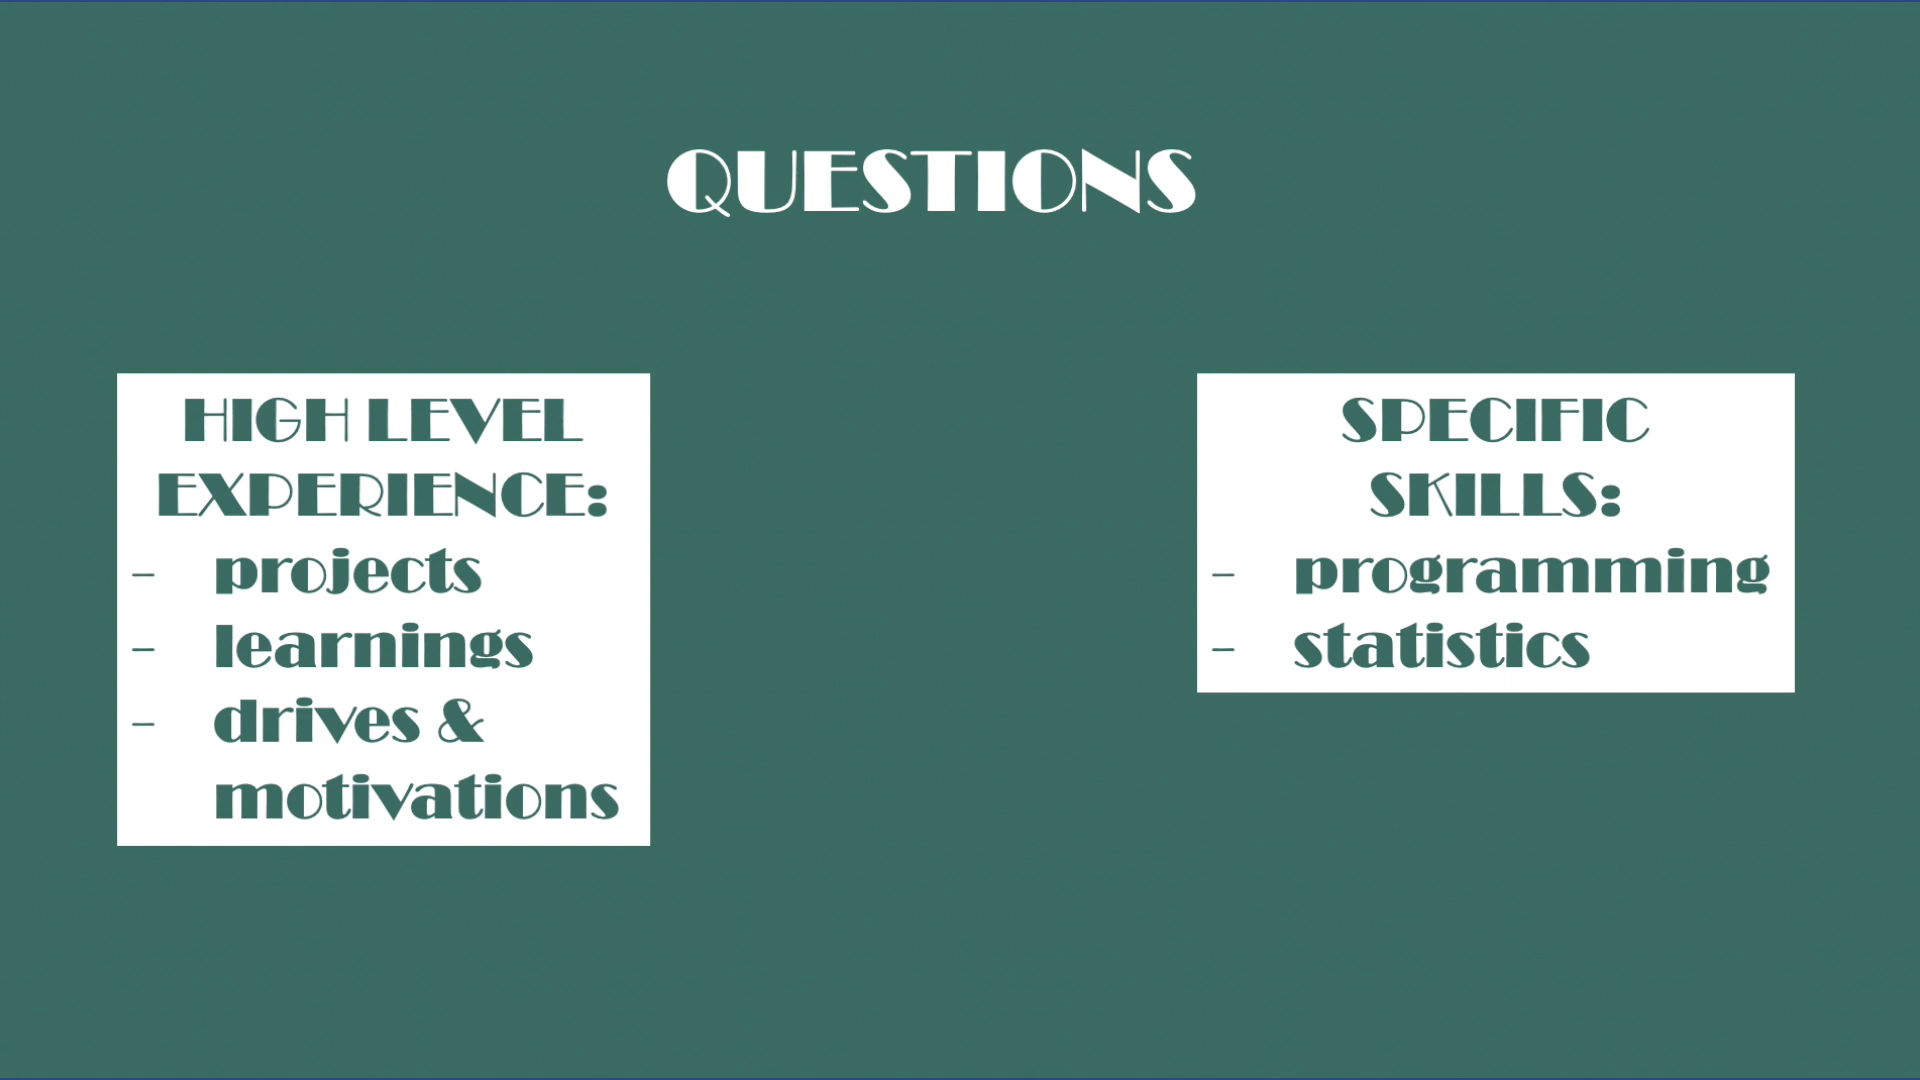 QUESTIONS
HIGH LEVEL
EXPERIENCE:
- projects
- learnings
- drives &
motivations
SPECIFIC
SKILLS:
- programming
- statistics